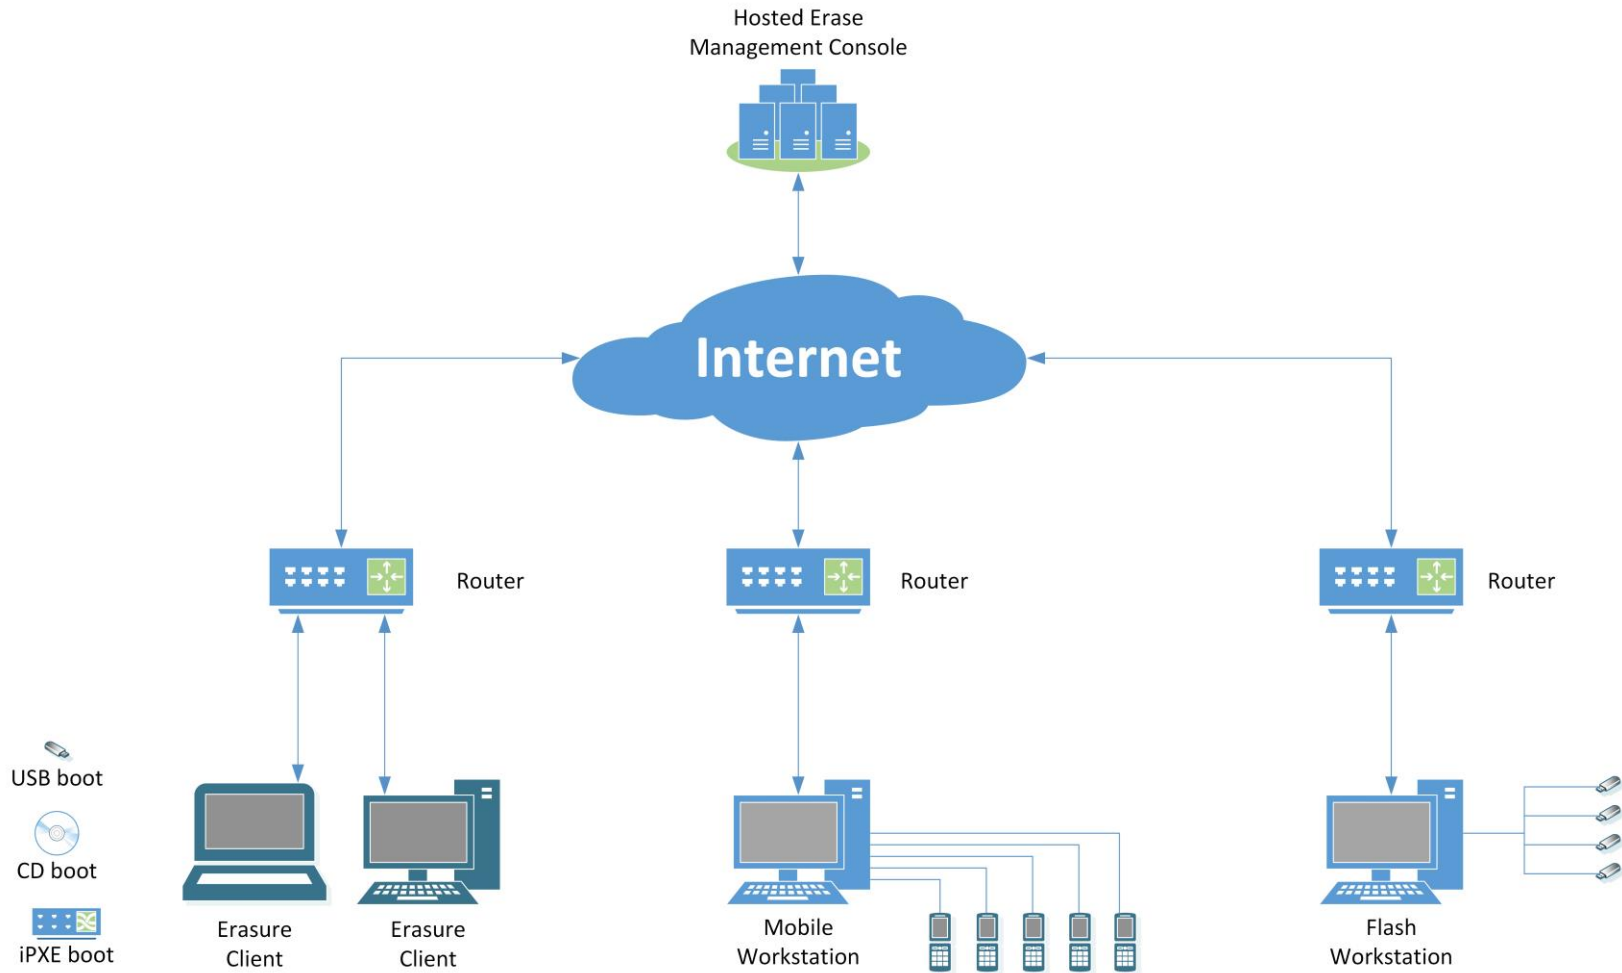 Hosted Erase
Management Console
Internet
Router
Router
Router
USB boot
CD boot
iPXE boot
Erasure
Client
Erasure
Client
Mobile
Workstation
Flash
Workstation